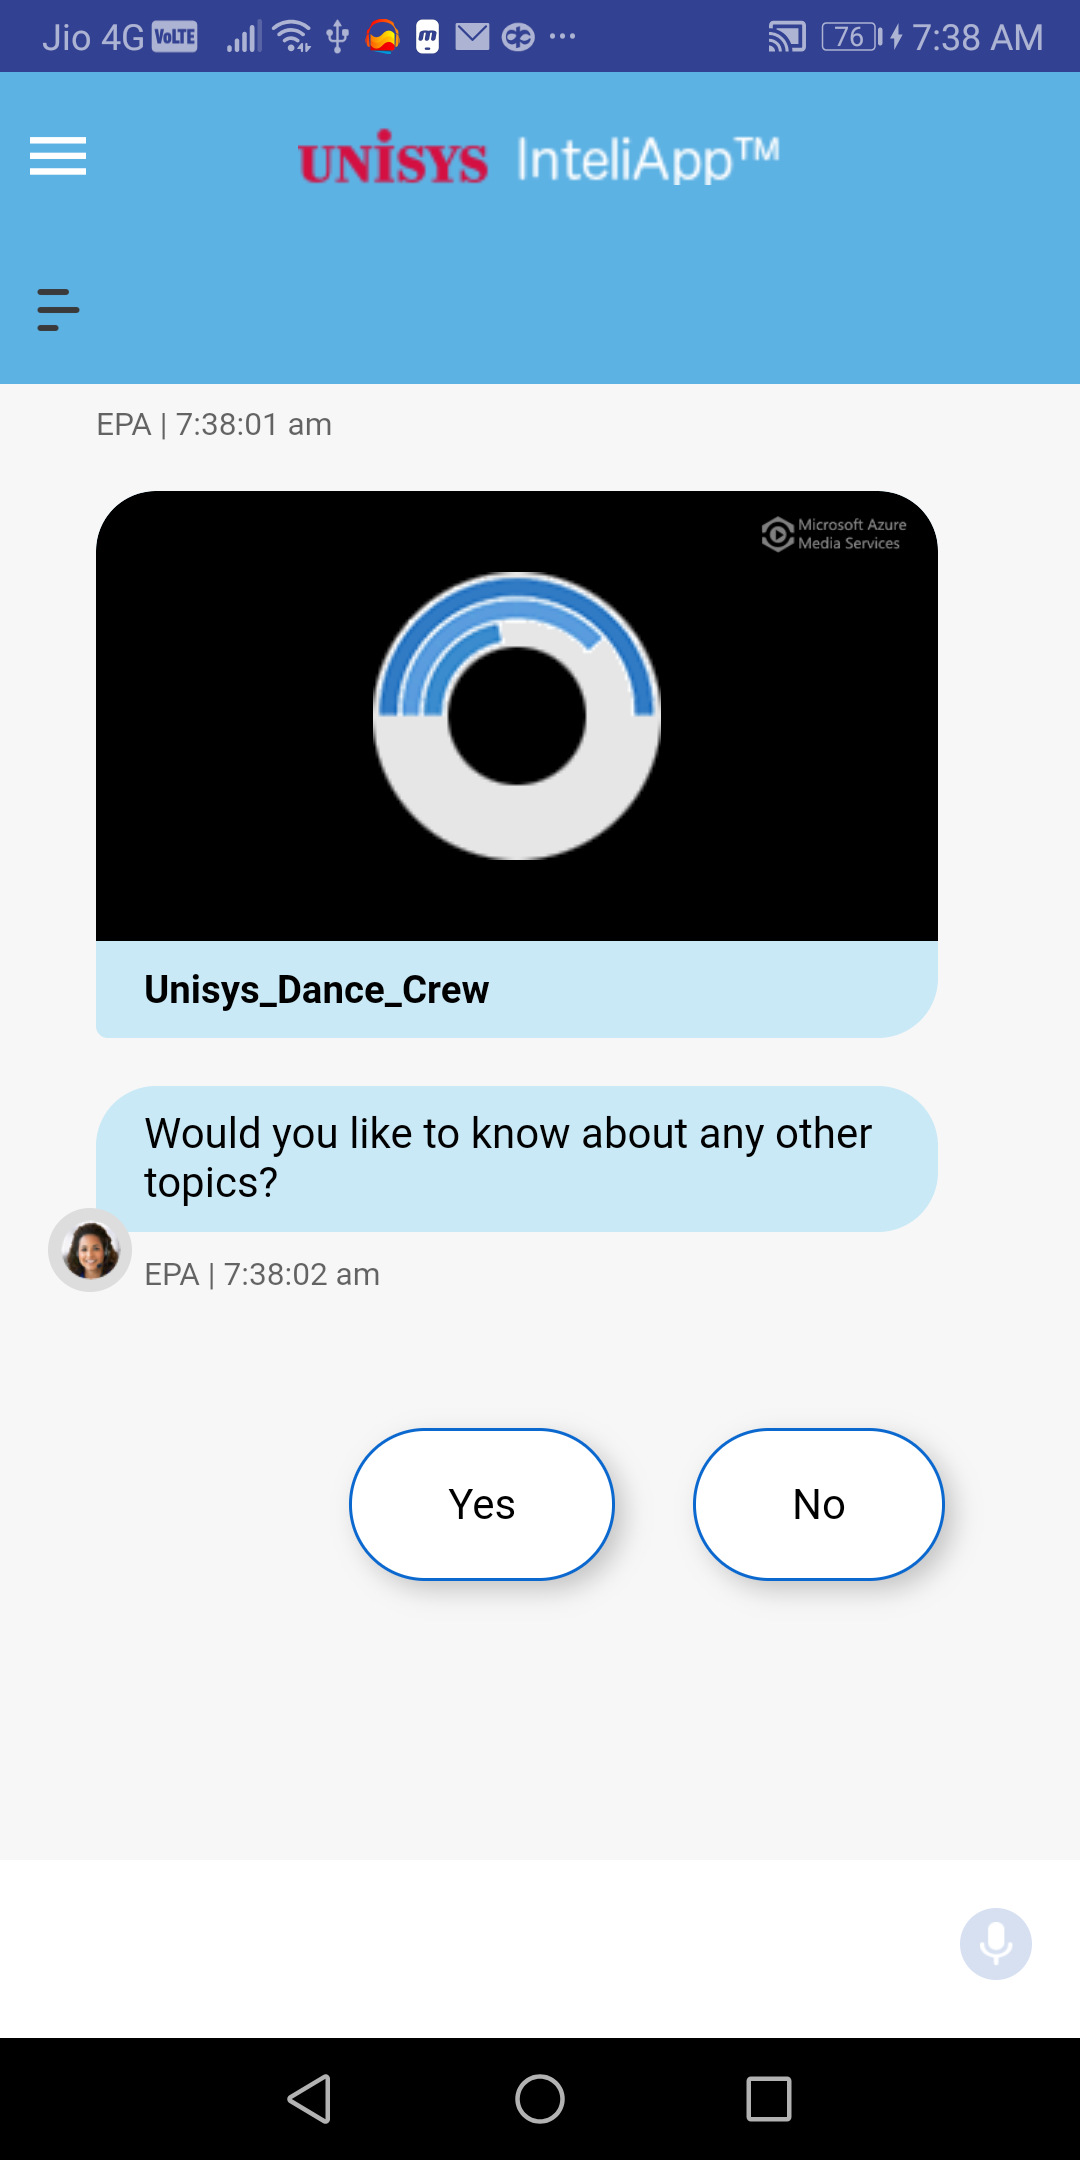 Jio 4G VoLTE 76 7:38 AM
UNiSYS InteliApp™
EPA | 7:38:01 am
Microsoft Azure
Media Services
Unisys_Dance_Crew
Would you like to know about any other
topics?
EPA | 7:38:02 am
Yes No